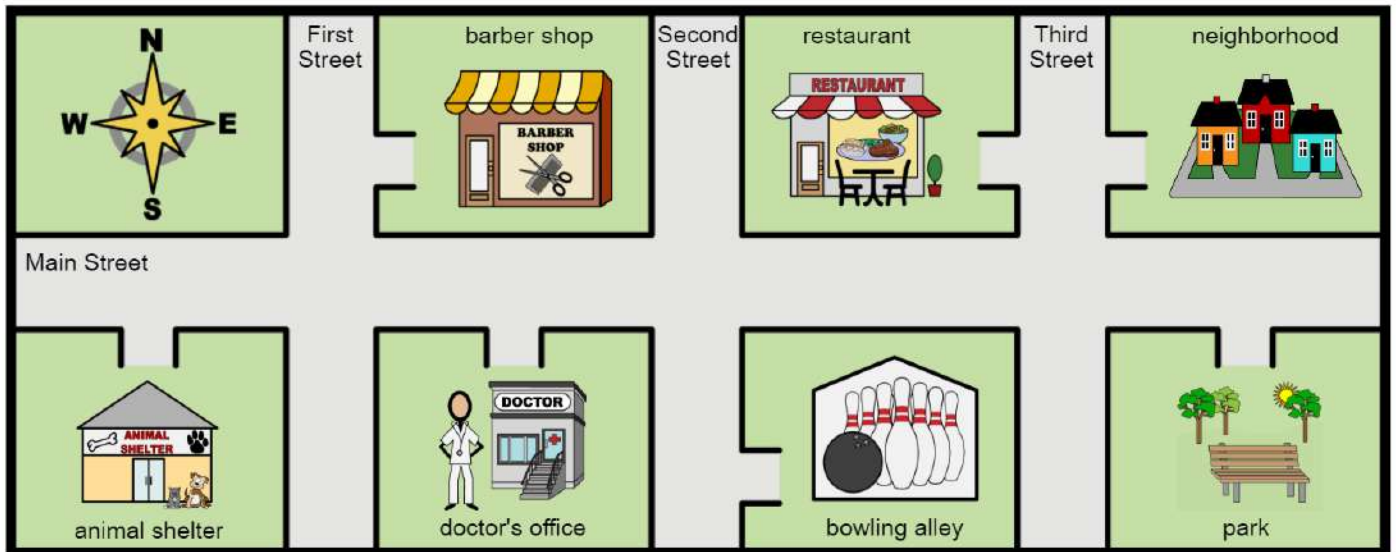 N
W E
S
First
Street
barber shop
BARBER
SHOP
Second
Street
restaurant
RESTAURANT
Third
Street
neighborhood
Main Street
ANIMAL
SHELTER
animal shelter
DOCTOR
doctor's office
bowling alley
park